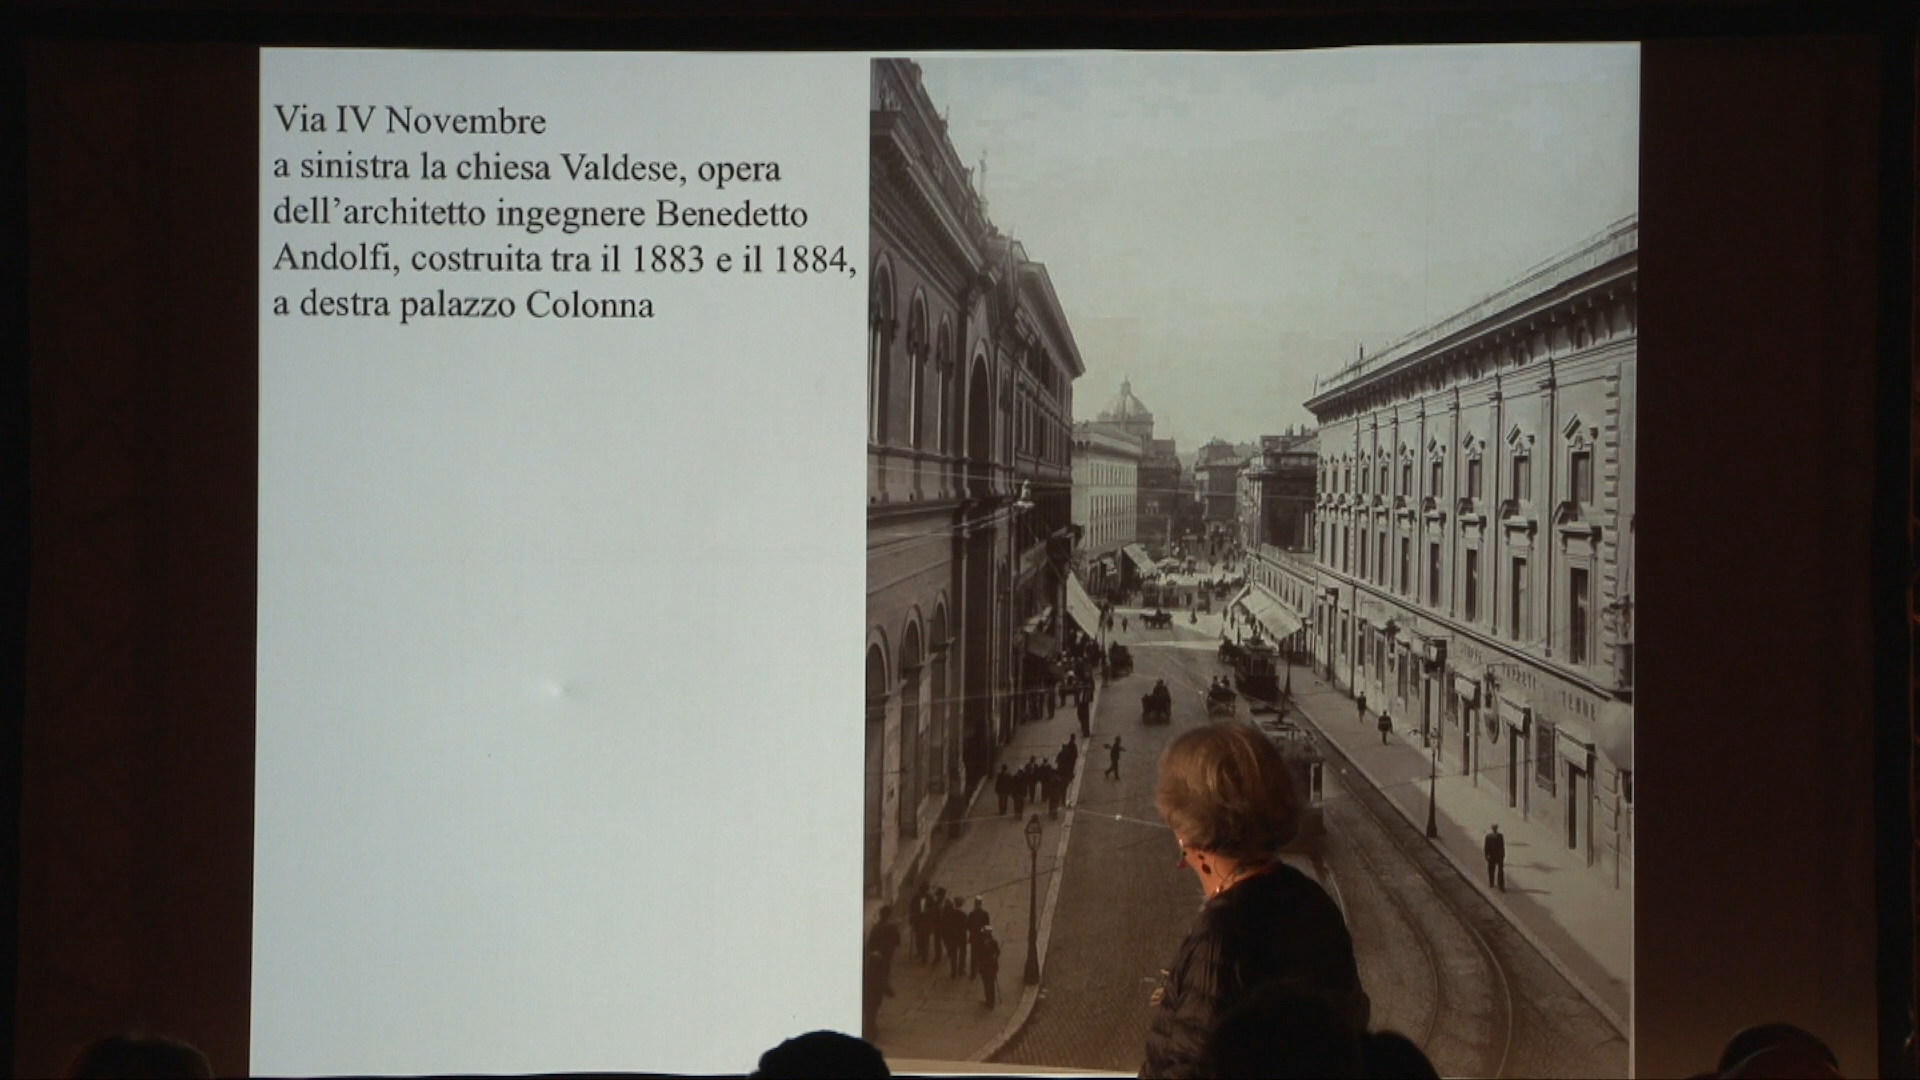 Via IV Novembre
a sinistra la chiesa Valdese, opera
dell'architetto ingegnere Benedetto
Andolfi, costruita tra il 1883 e il 1884,
a destra palazzo Colonna